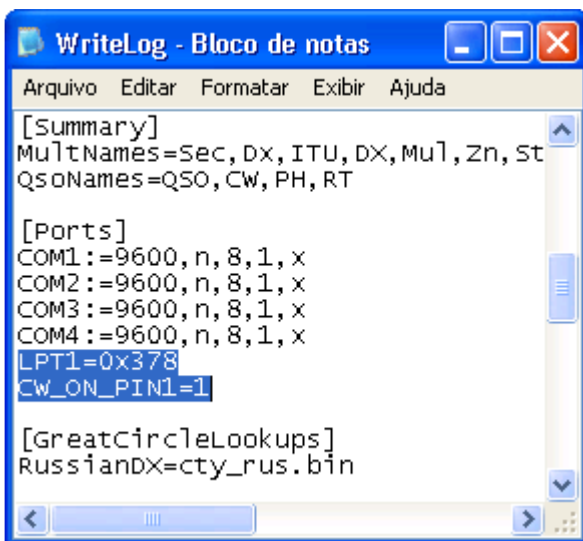 WriteLog - Bloco de notas
Arquivo Editar Formatar Exibir Ajuda
[Summary]
MultNames=Sec,Dx,ITU,DX,Mul,Zn,St
QsoNames=QSO,CW,PH,RT
[Ports]
COM1:=9600,n,8,1,x
COM2:=9600,n,8,1,x
COM3:=9600,n,8,1,x
COM4:=9600,n,8,1,x
LPT1=0x378
CW_ON_PIN1=1
[GreatCircleLookups]
RussianDX=cty_rus.bin